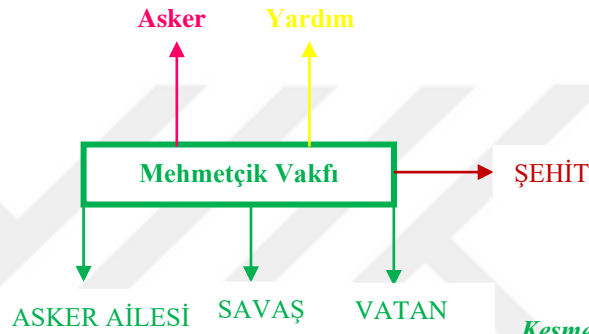 Asker Yardım
Mehmetçik Vakfı
ŞEHİT
ASKER AİLESİ SAVAŞ VATAN